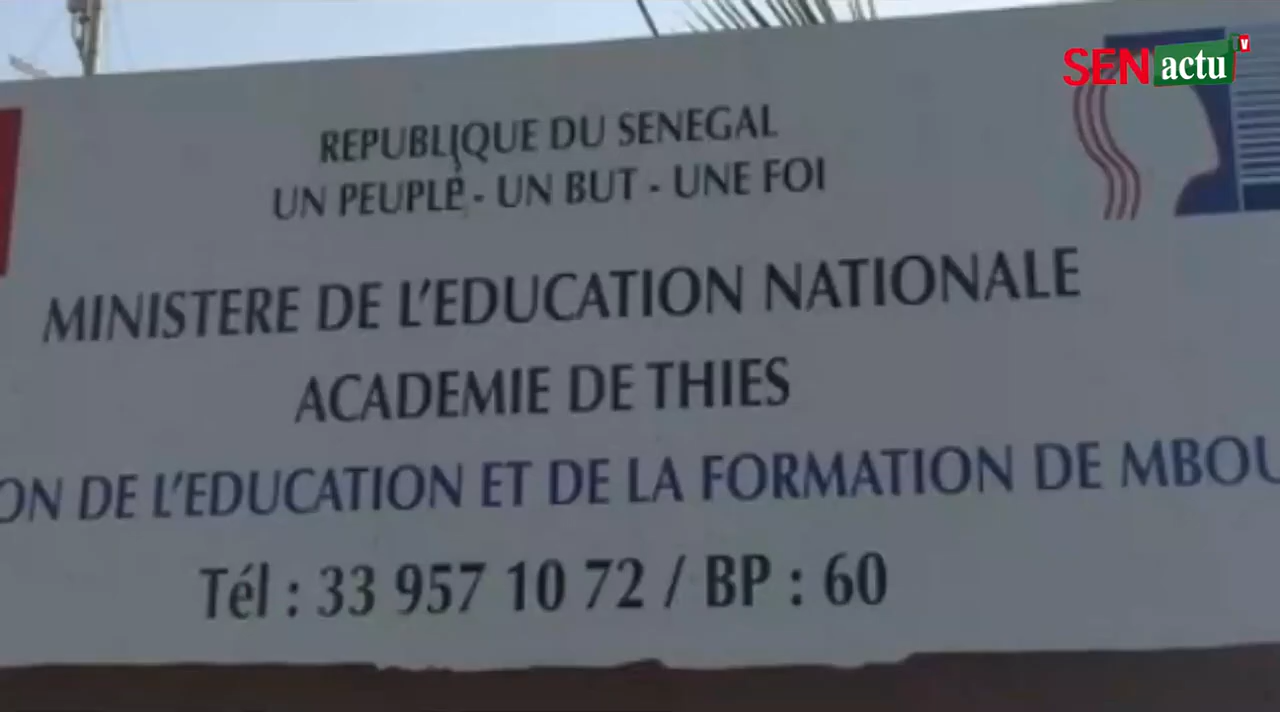 SENactu TV
REPUBLIQUE DU SENEGAL
UN PEUPLE - UN BUT - UNE FOI
MINISTERE DE L'EDUCATION NATIONALE
ACADEMIE DE THIES
ON DE L'EDUCATION ET DE LA FORMATION DE MBOU
Tél : 33 957 10 72 / BP : 60